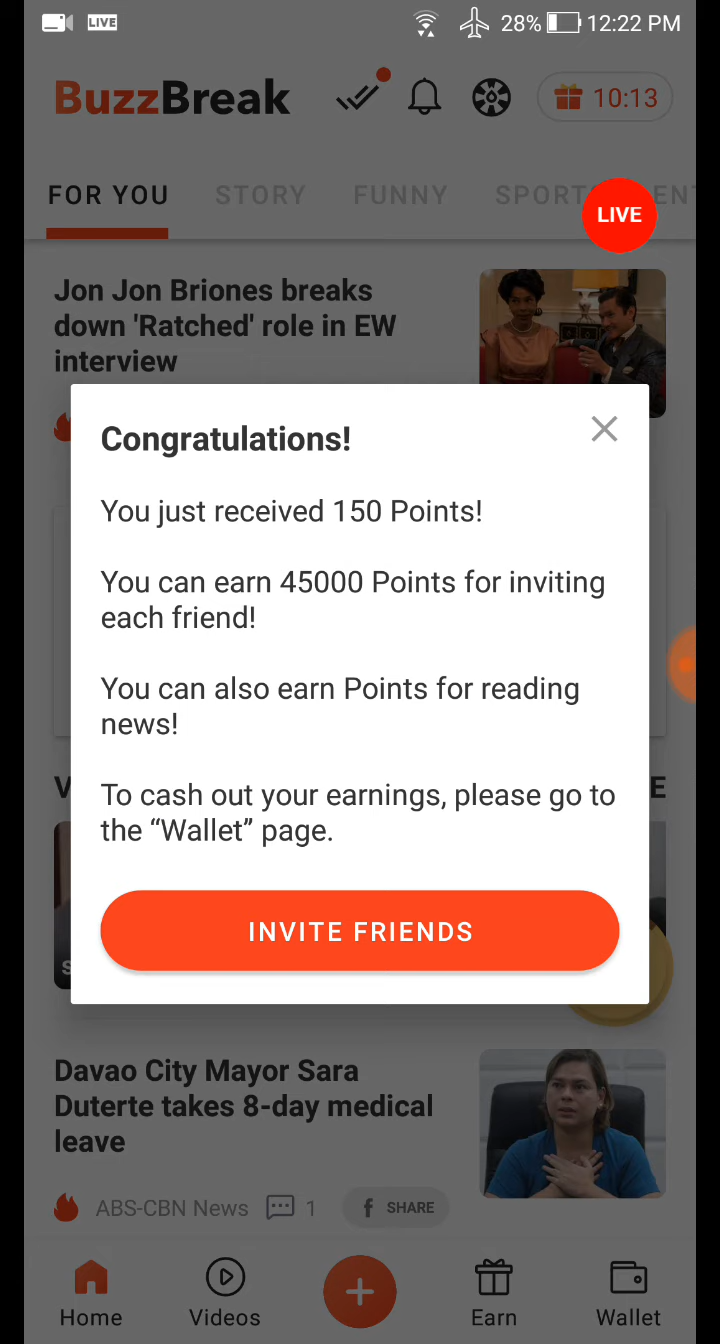 LIVE
28%
12:22 PM
BuzzBreak
10:13
FOR YOU
STORY
FUNNY
SPORTS
LIVE
Jon Jon Briones breaks
down 'Ratched' role in EW
interview
Congratulations!
You just received 150 Points!
You can earn 45000 Points for inviting
each friend!
You can also earn Points for reading
news!
To cash out your earnings, please go to
the “Wallet” page.
INVITE FRIENDS
Davao City Mayor Sara
Duterte takes 8-day medical
leave
ABS-CBN News
1
SHARE
Home
Videos
Earn
Wallet